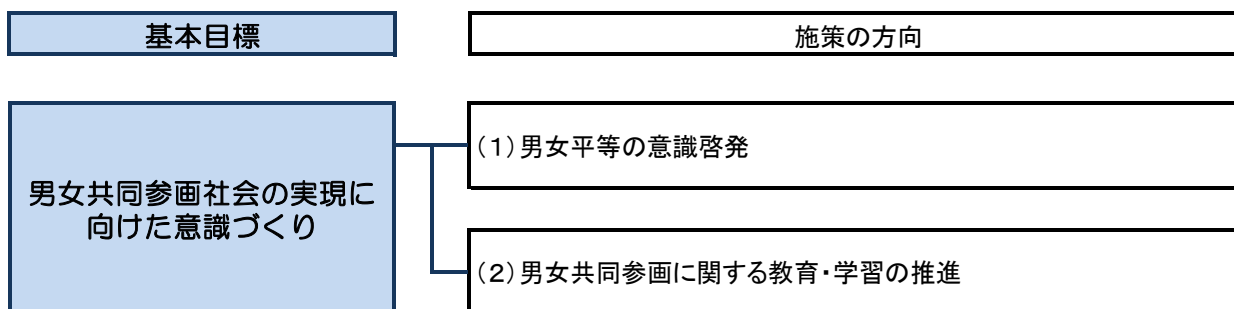 基本目標
施策の方向
男女共同参画社会の実現に
向けた意識づくり
(1)男女平等の意識啓発
(2)男女共同参画に関する教育・学習の推進